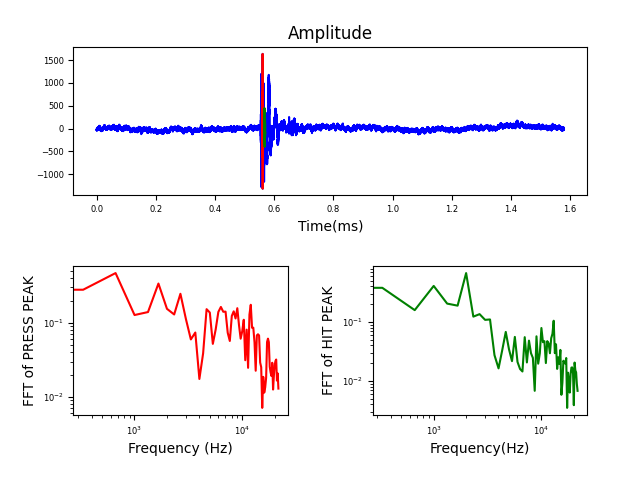 Amplitude
1500
1000
500
0
−500
−1000
0.0 0.2 0.4 0.6 0.8 1.0 1.2 1.4 1.6
Time(ms)
FFT of PRESS PEAK
10⁻¹
10⁻²
10³ 10⁴
Frequency (Hz)
FFT of HIT PEAK
10⁻¹
10⁻²
10³ 10⁴
Frequency(Hz)